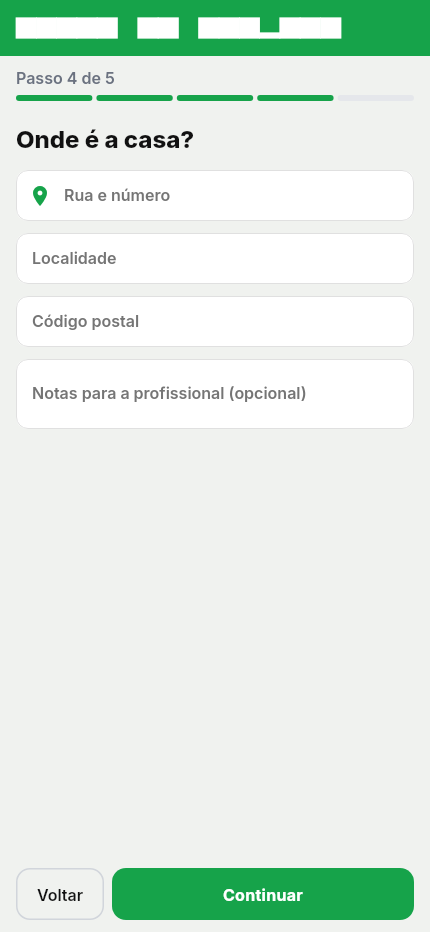 Passo 4 de 5
Onde é a casa?
Rua e número
Localidade
Código postal
Notas para a profissional (opcional)
Voltar
Continuar